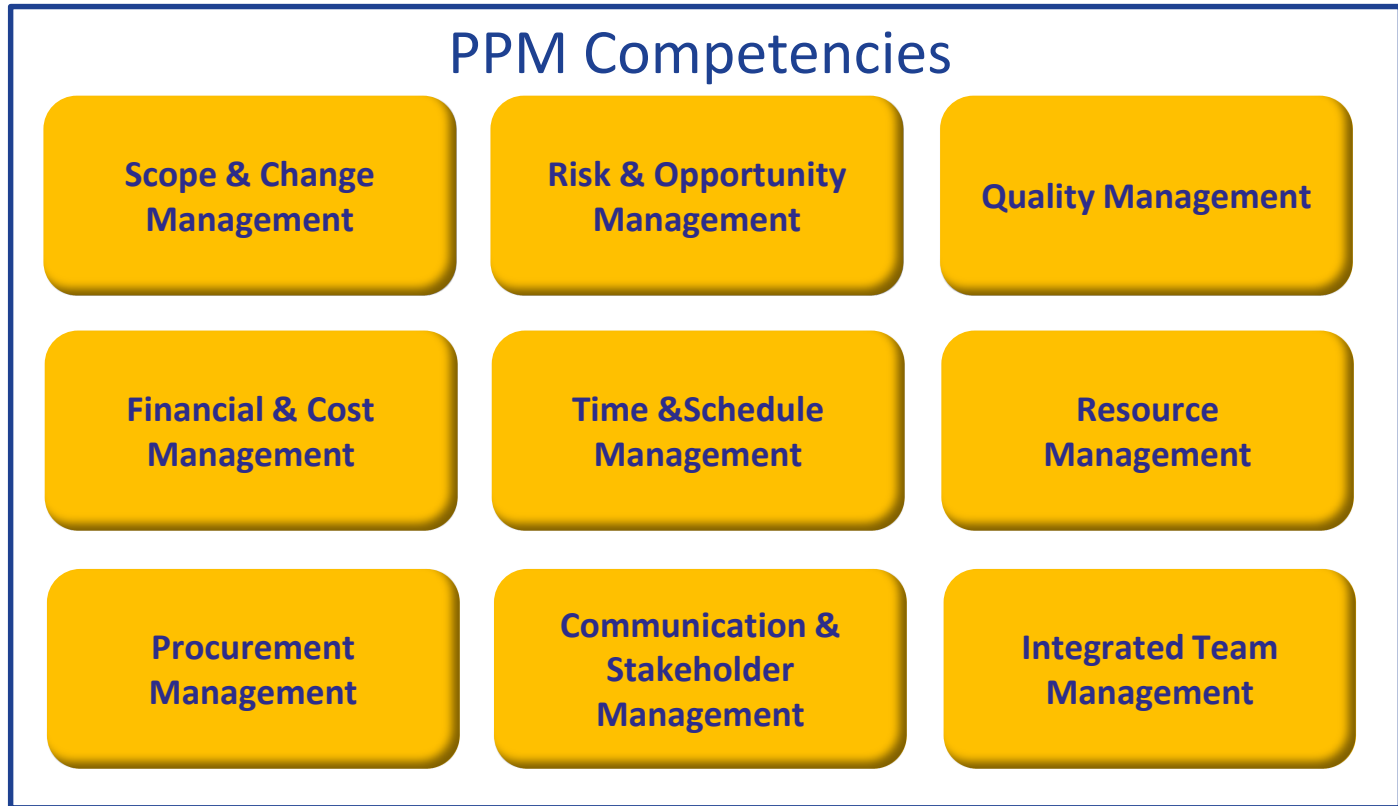 PPM Competencies
Scope & Change
Management
Risk & Opportunity
Management
Quality Management
Financial & Cost
Management
Time &Schedule
Management
Resource
Management
Procurement
Management
Communication &
Stakeholder
Management
Integrated Team
Management